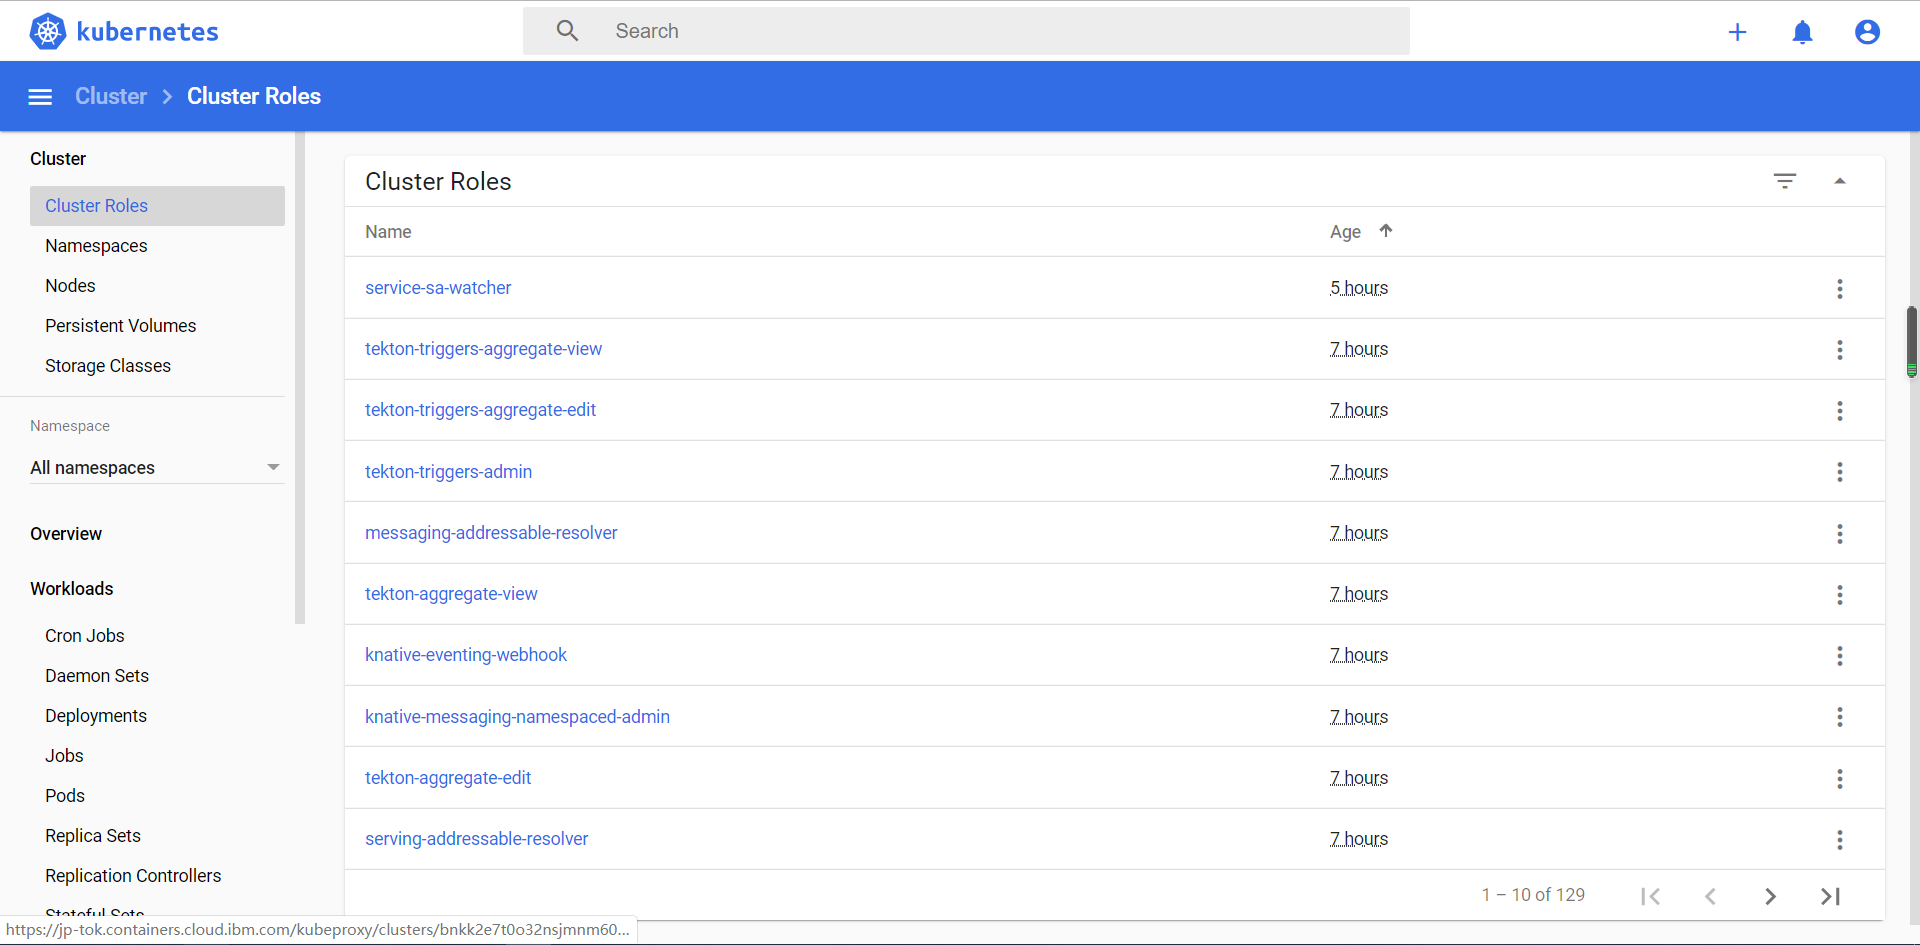 kubernetes
Search
Cluster > Cluster Roles
Cluster
Cluster Roles
Namespaces
Nodes
Persistent Volumes
Storage Classes
Namespace
All namespaces
Overview
Workloads
Cron Jobs
Daemon Sets
Deployments
Jobs
Pods
Replica Sets
Replication Controllers
Stateful Sets
Cluster Roles
Name Age
service-sa-watcher 5 hours
tekton-triggers-aggregate-view 7 hours
tekton-triggers-aggregate-edit 7 hours
tekton-triggers-admin 7 hours
messaging-addressable-resolver 7 hours
tekton-aggregate-view 7 hours
knative-eventing-webhook 7 hours
knative-messaging-namespaced-admin 7 hours
tekton-aggregate-edit 7 hours
serving-addressable-resolver 7 hours
1 – 10 of 129
https://jp-tok.containers.cloud.ibm.com/kubeproxy/clusters/bnkk2e7t0o32nsjmnm60...